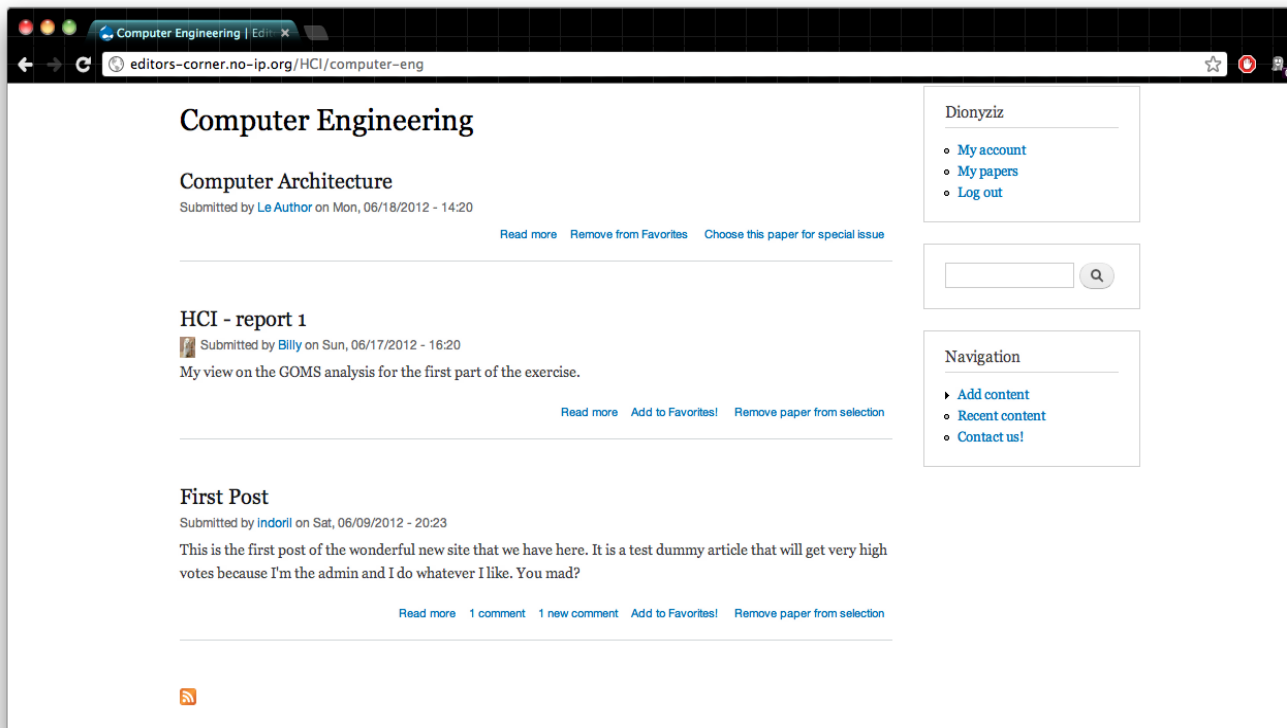 Computer Engineering | Edit
editors-corner.no-ip.org/HCI/computer-eng
Computer Engineering
Computer Architecture
Submitted by Le Author on Mon, 06/18/2012 - 14:20
Read more Remove from Favorites Choose this paper for special issue
HCI - report 1
Submitted by Billy on Sun, 06/17/2012 - 16:20
My view on the GOMS analysis for the first part of the exercise.
Read more Add to Favorites! Remove paper from selection
First Post
Submitted by indoril on Sat, 06/09/2012 - 20:23
This is the first post of the wonderful new site that we have here. It is a test dummy article that will get very high
votes because I'm the admin and I do whatever I like. You mad?
Read more 1 comment 1 new comment Add to Favorites! Remove paper from selection
Dionyziz
My account
My papers
Log out
Navigation
Add content
Recent content
Contact us!